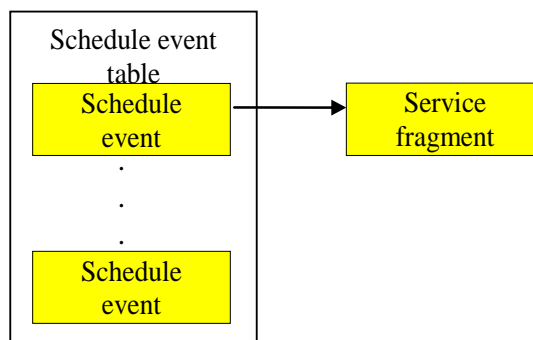 Schedule event
table
Schedule
event
Service
fragment
.
.
.
Schedule
event